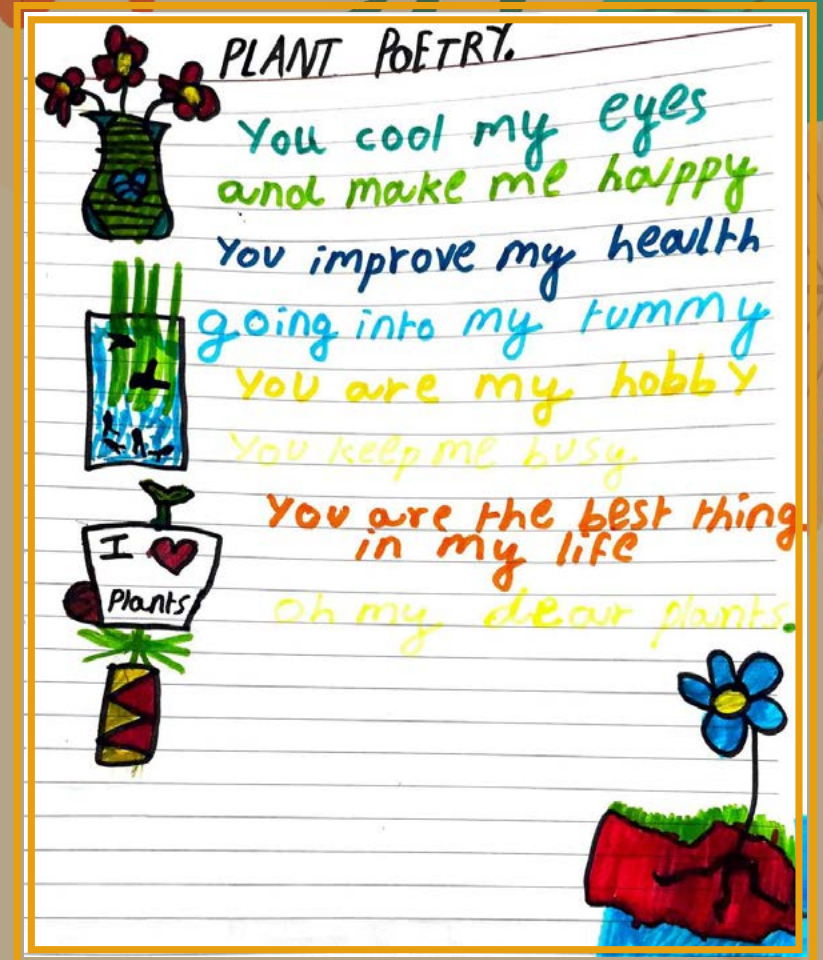 PLANT POETRY.
You cool my eyes
and make me happy
You improve my health
going into my tummy
You are my hobby
You keep me busy
You are the best thing
in my life
oh my dear plants.
I
Plants